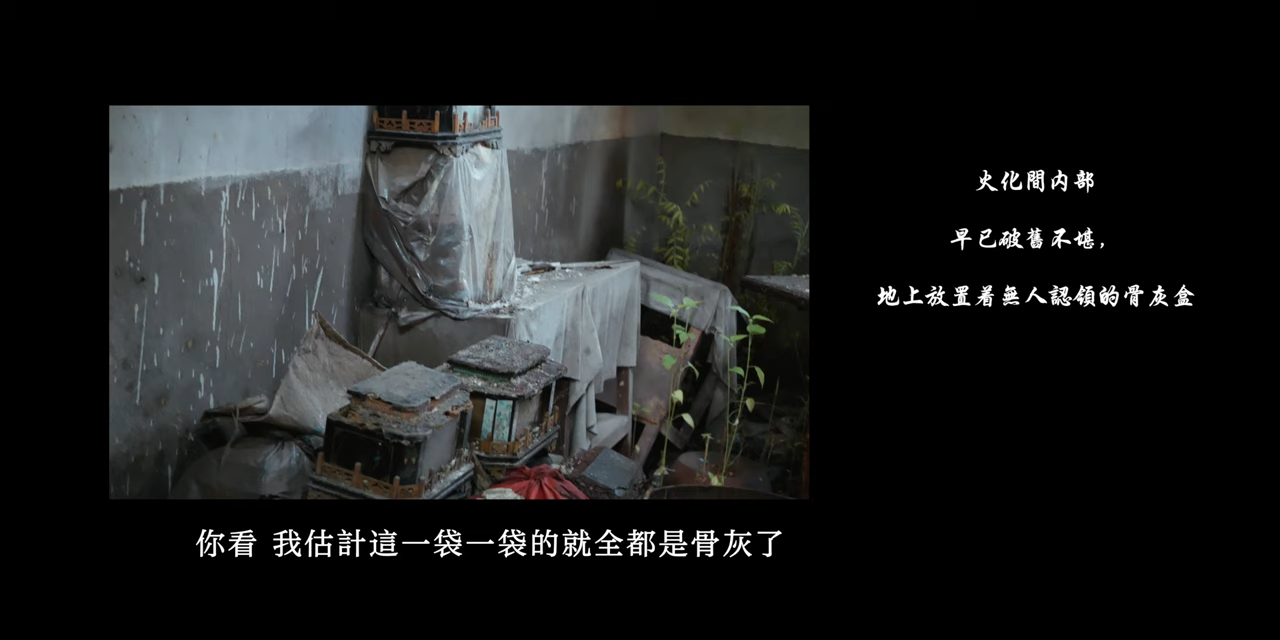 火化間内部
早已破舊不堪，
地上放置着無人認領的骨灰盒
你看 我估計這一袋一袋的就全都是骨灰了